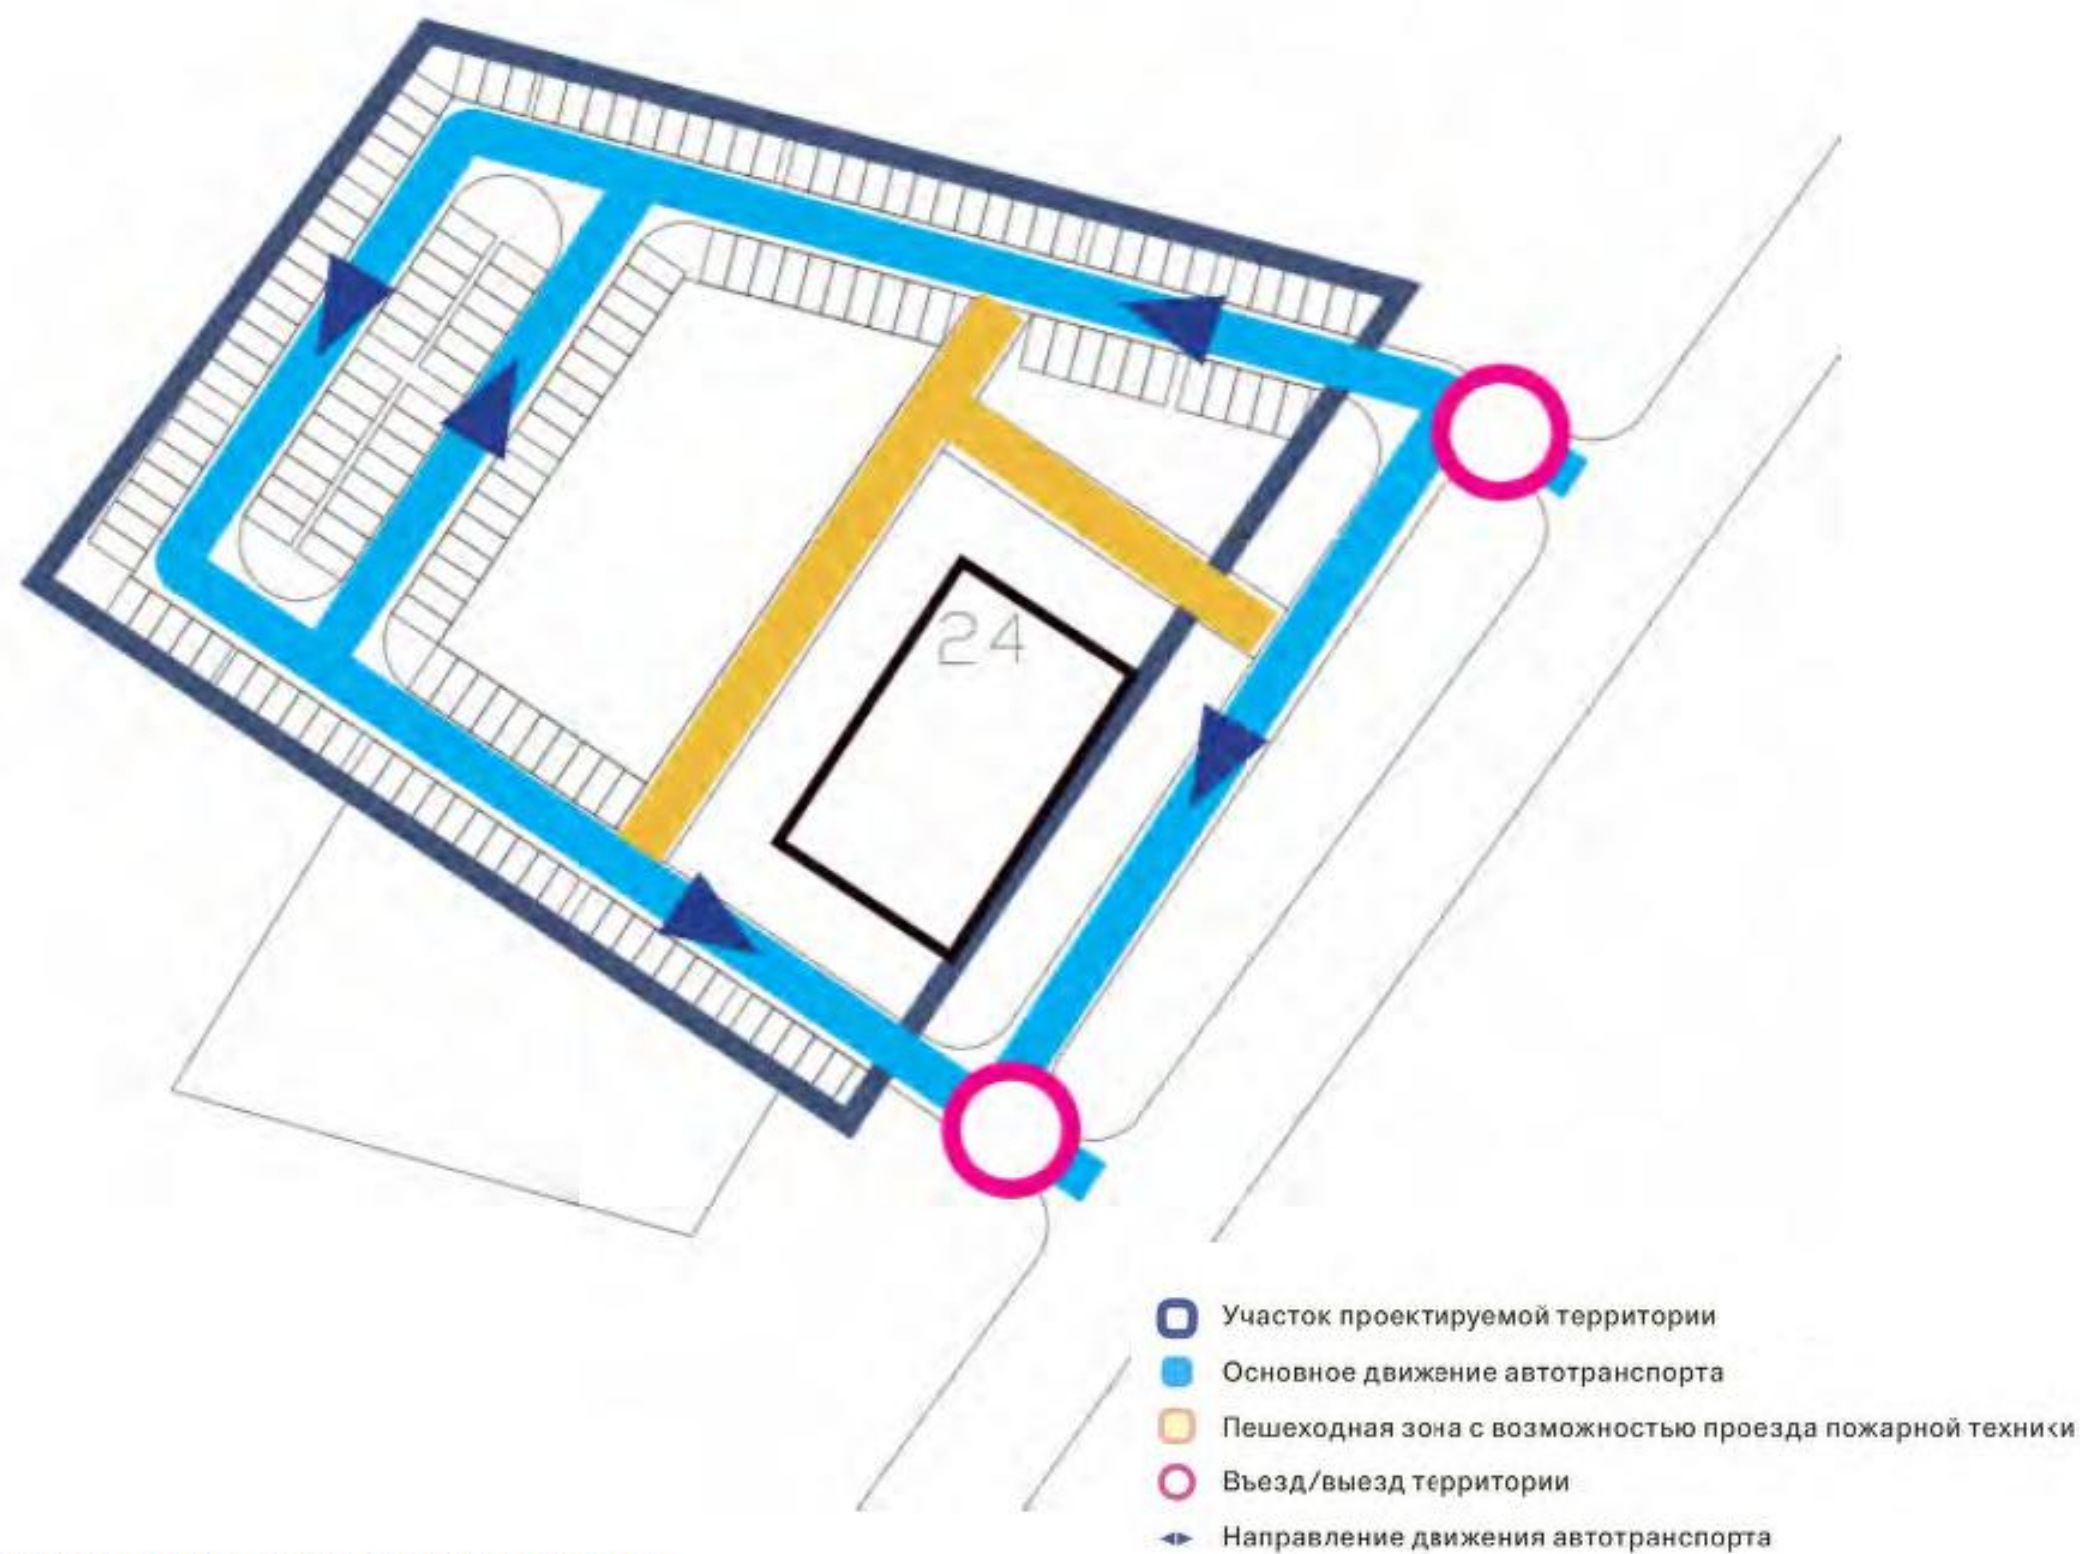 24
Участок проектируемой территории
Основное движение автотранспорта
Пешеходная зона с возможностью проезда пожарной техники
Въезд/выезд территории
Направление движения автотранспорта